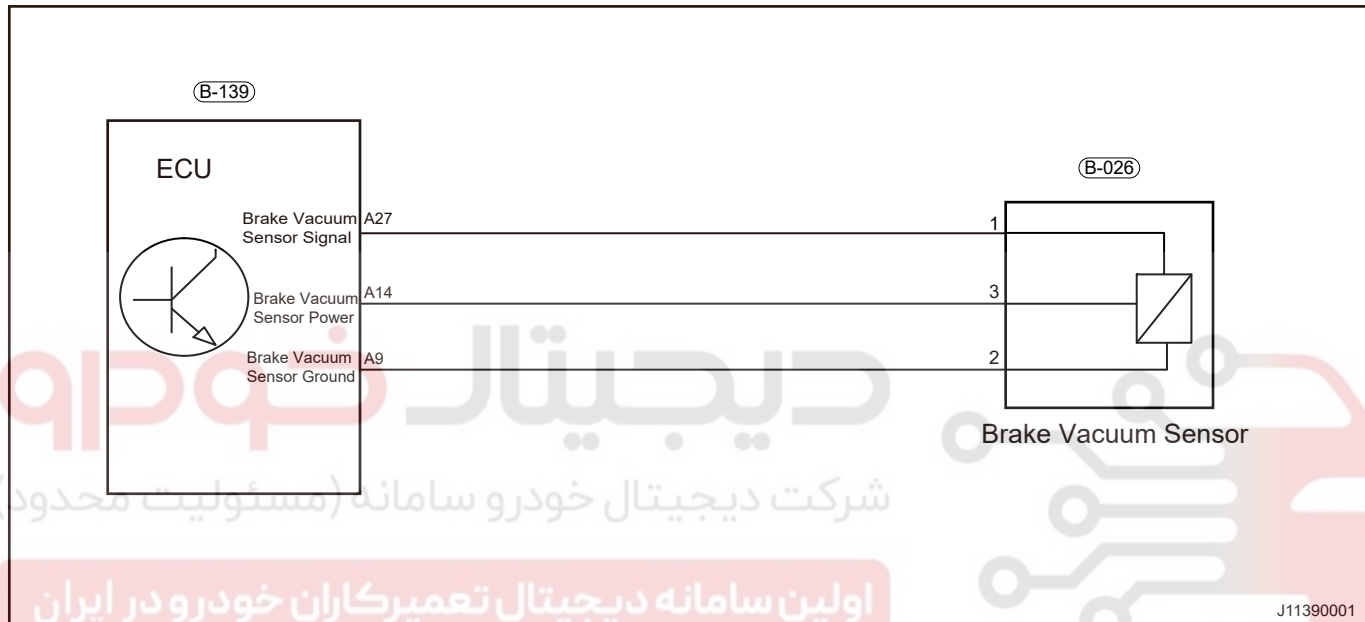 B-139
ECU
Brake Vacuum A27
Sensor Signal
Brake Vacuum A14
Sensor Power
Brake Vacuum A9
Sensor Ground
B-026
1
3
2
Brake Vacuum Sensor
دیجیتال خودرو
شرکت دیجیتال خودرو سامانه (مسئولیت محدود)
اولین سامانه دیجیتال تعمیرکاران خودرو در ایران
J11390001